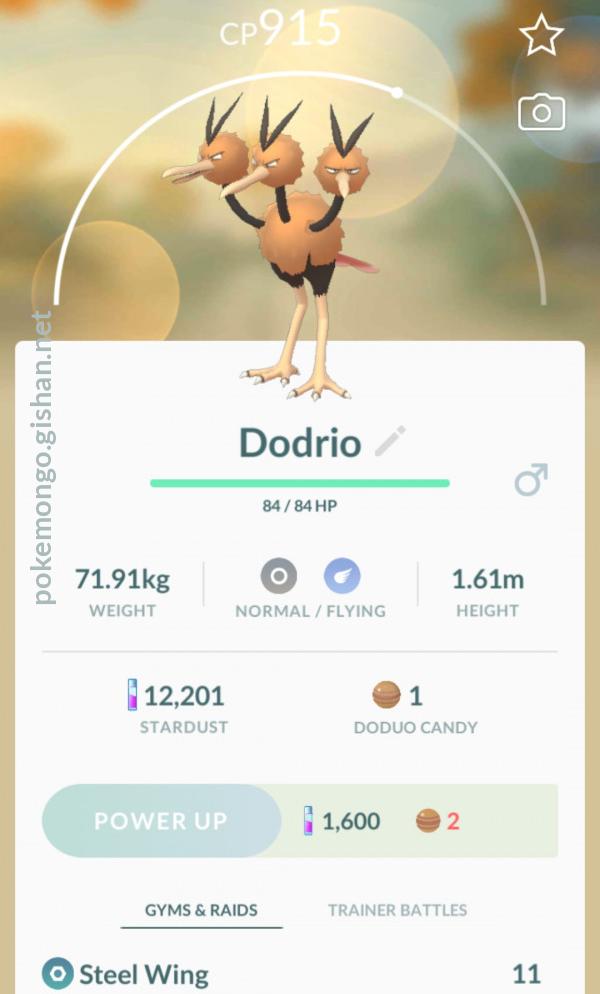 CP915
pokemongo.gishan.net
Dodrio
84 / 84 HP
71.91kg
WEIGHT
NORMAL / FLYING
1.61m
HEIGHT
12,201
STARDUST
1
DODUO CANDY
POWER UP
1,600
2
GYMS & RAIDS
TRAINER BATTLES
Steel Wing
11